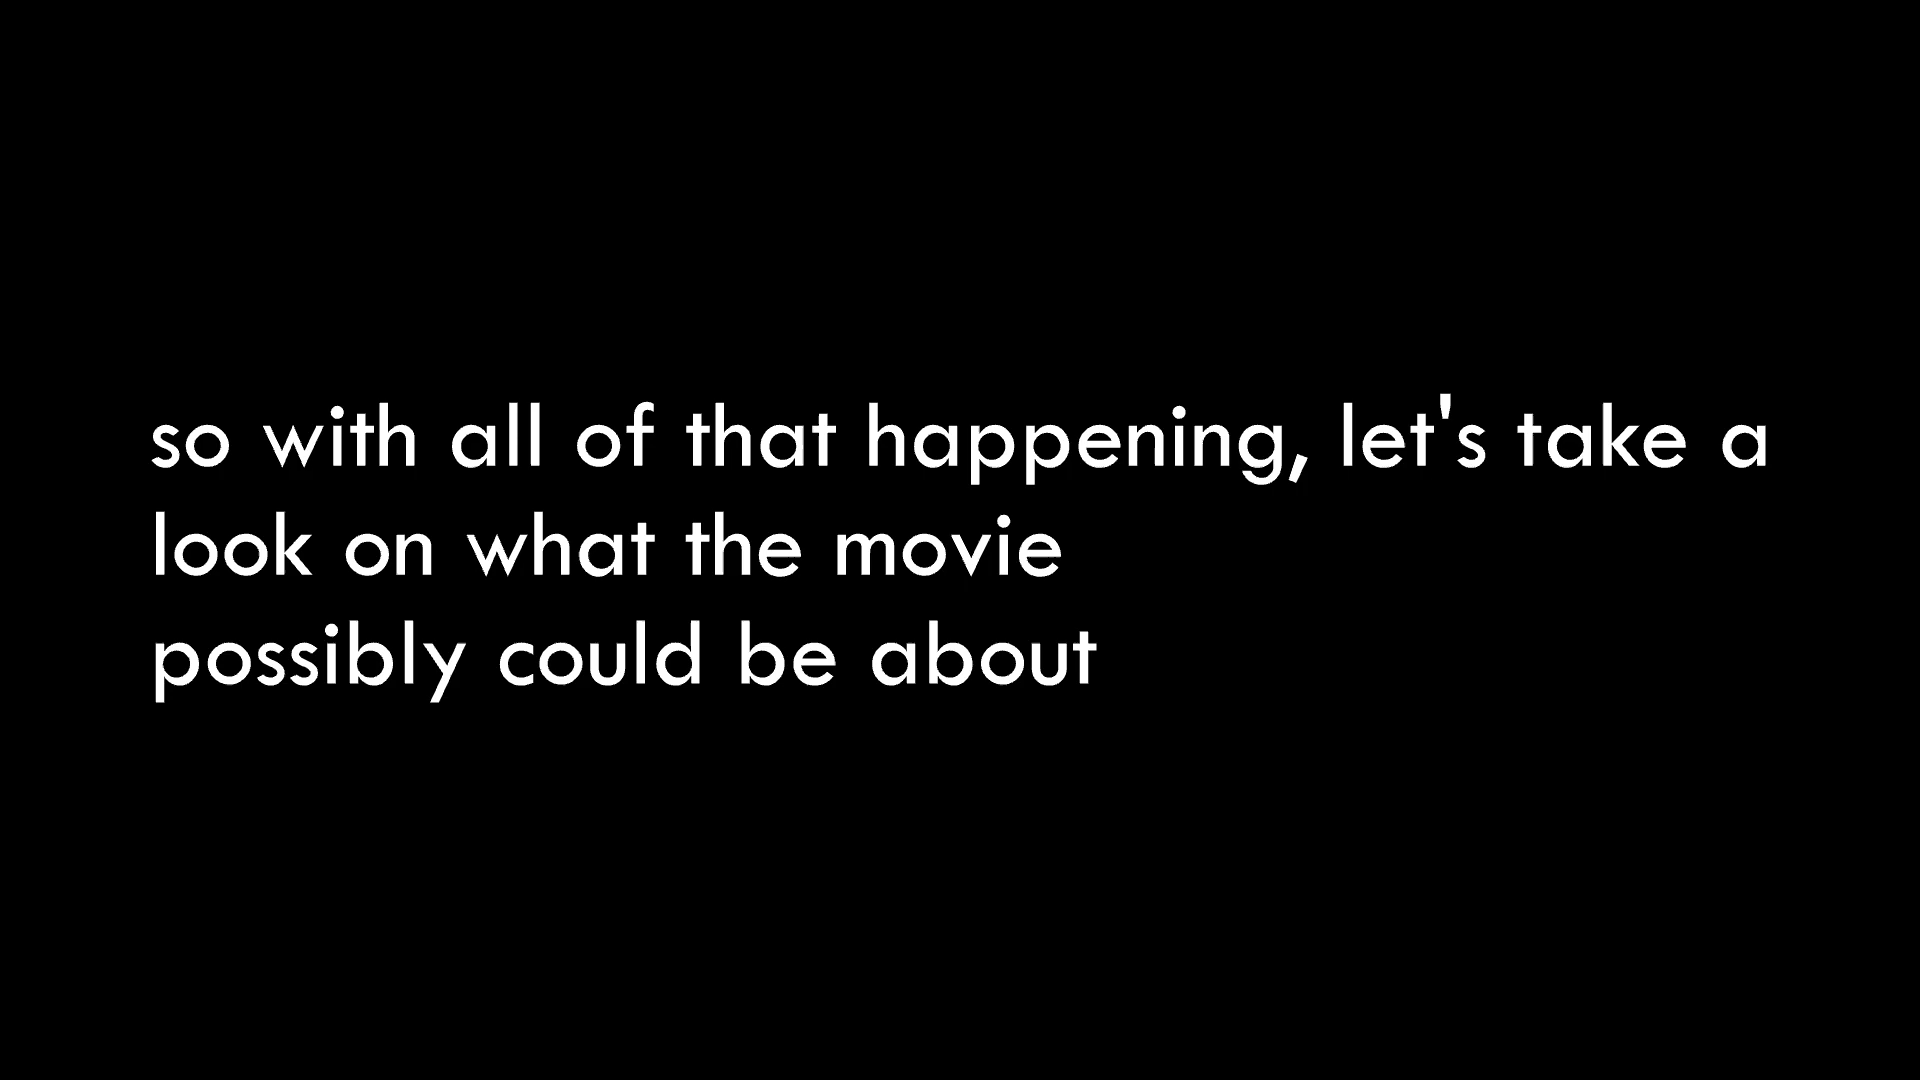 so with all of that happening, let's take a
look on what the movie
possibly could be about